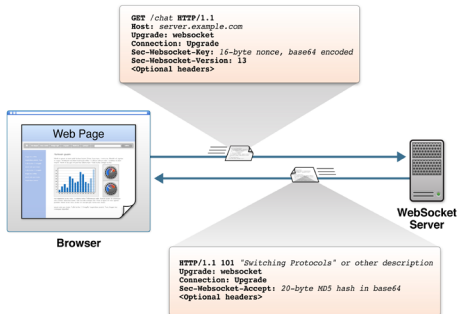 GET /chat HTTP/1.1
Host: server.example.com
Upgrade: websocket
Connection: Upgrade
Sec-Websocket-Key: 16-byte nonce, base64 encoded
Sec-Websocket-Version: 13
<Optional headers>
Web Page
Browser
WebSocket
Server
HTTP/1.1 101 "Switching Protocols" or other description
Upgrade: websocket
Connection: Upgrade
Sec-Websocket-Accept: 20-byte MD5 hash in base64
<Optional headers>